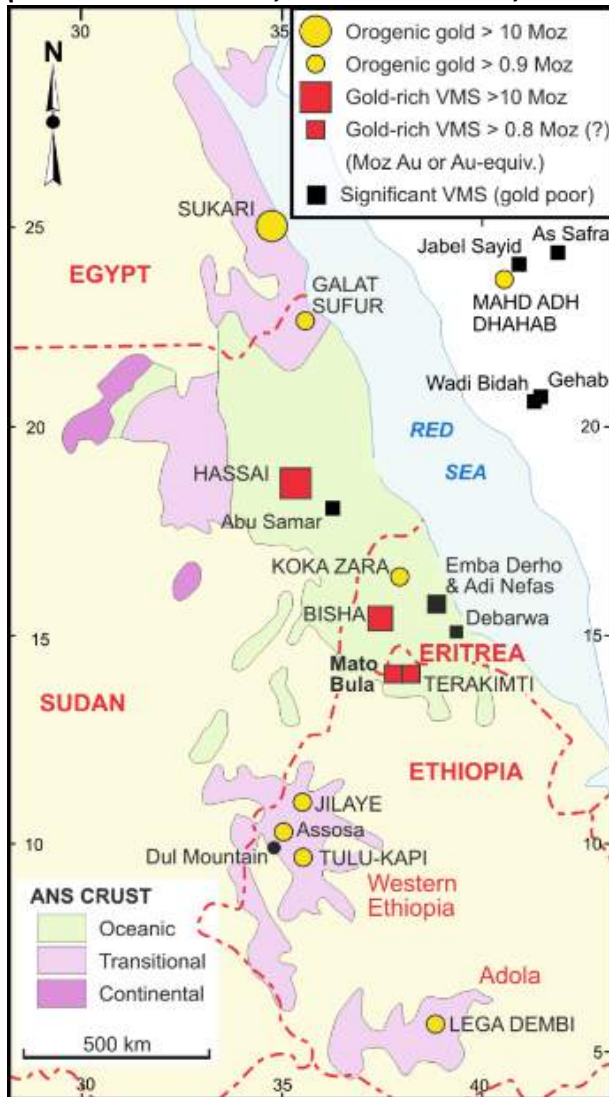 30
35
N
Orogenic gold > 10 Moz
Orogenic gold > 0.9 Moz
Gold-rich VMS >10 Moz
Gold-rich VMS > 0.8 Moz (?)
(Moz Au or Au-equiv.)
Significant VMS (gold poor)
25
SUKARI
EGYPT
GALAT
SUFUR
Jabel Sayid
As Safra
MAHD ADH
DHAHAB
Wadi Bidah
Gehab
20
RED
SEA
20
HASSAI
Abu Samar
KOKA ZARA
Emba Derho
& Adi Nefas
BISHA
Debarwa
15
ERITREA
Mato
Bula
TERAKIMTI
SUDAN
ETHIOPIA
JILAYE
Assosa
10
10
Dul Mountain
TULU-KAPI
Western
Ethiopia
ANS CRUST
Oceanic
Transitional
Continental
Adola
LEGA DEMBI
500 km
5
30
35
40